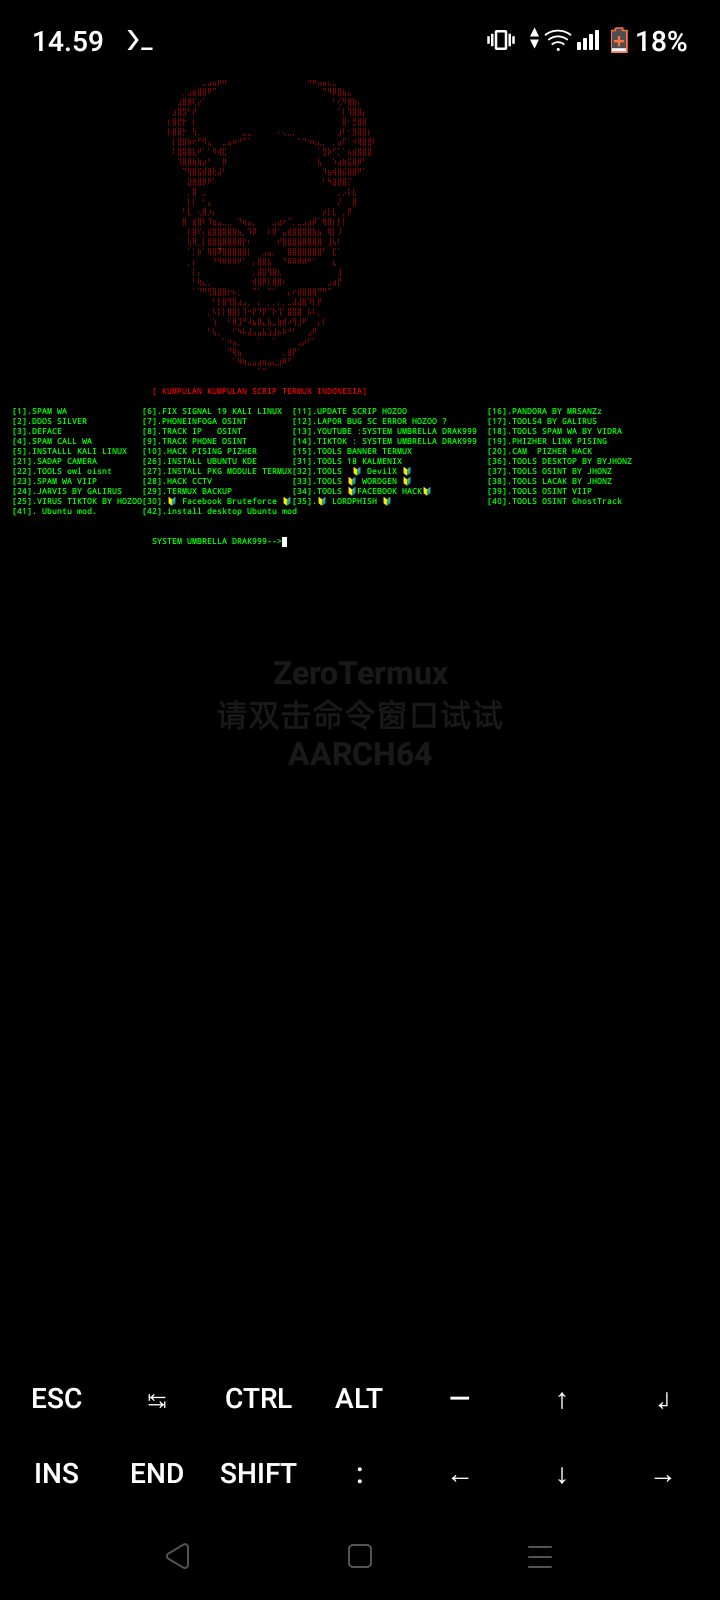 14.59 18%
[ KUMPULAN KUMPULAN SCRIP TERMUX INDONESIA]
[1].SPAM WA [6].FIX SIGNAL 19 KALI LINUX [11].UPDATE SCRIP HOZOO [16].PANDORA BY MRSANZz
[2].DDOS SILVER [7].PHONEINFOGA OSINT [12].LAPOR BUG SC ERROR HOZOO ? [17].TOOLS4 BY GALIRUS
[3].DEFACE [8].TRACK IP OSINT [13].YOUTUBE :SYSTEM UMBRELLA DRAK999 [18].TOOLS SPAM WA BY VIDRA
[4].SPAM CALL WA [9].TRACK PHONE OSINT [14].TIKTOK : SYSTEM UMBRELLA DRAK999 [19].PHIZHER LINK PISING
[5].INSTALLL KALI LINUX [10].HACK PISING PIZHER [15].TOOLS BANNER TERMUX [20].CAM PIZHER HACK
[21].SADAP CAMERA [26].INSTALL UBUNTU KDE [31].TOOLS 18 KALMENIX [36].TOOLS DESKTOP BY BYJHONZ
[22].TOOLS owl oisnt [27].INSTALL PKG MODULE TERMUX[32].TOOLS 🔰 DevilX 🔰 [37].TOOLS OSINT BY JHONZ
[23].SPAM WA VIIP [28].HACK CCTV [33].TOOLS 🔰 WORDGEN 🔰 [38].TOOLS LACAK BY JHONZ
[24].JARVIS BY GALIRUS [29].TERMUX BACKUP [34].TOOLS 🔰FACEBOOK HACK🔰 [39].TOOLS OSINT VIIP
[25].VIRUS TIKTOK BY HOZOO[30].🔰 Facebook Bruteforce 🔰[35].🔰 LORDPHISH 🔰 [40].TOOLS OSINT GhostTrack
[41]. Ubuntu mod. [42].install desktop Ubuntu mod
SYSTEM UMBRELLA DRAK999-->
ZeroTermux
请双击命令窗口试试
AARCH64
ESC ↹ CTRL ALT — ↑ ↲
INS END SHIFT : ← ↓ →